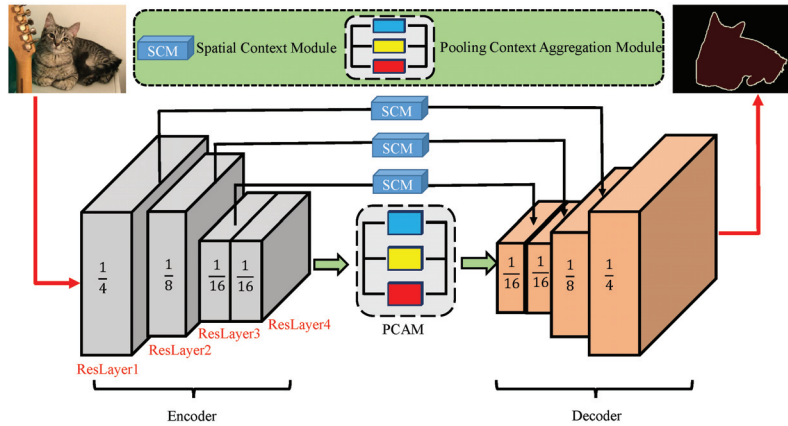 SCM Spatial Context Module Pooling Context Aggregation Module
SCM
SCM
SCM
1/4
1/8
1/16
1/16
ResLayer1
ResLayer2
ResLayer3
ResLayer4
PCAM
1/16
1/16
1/8
1/4
Encoder
Decoder